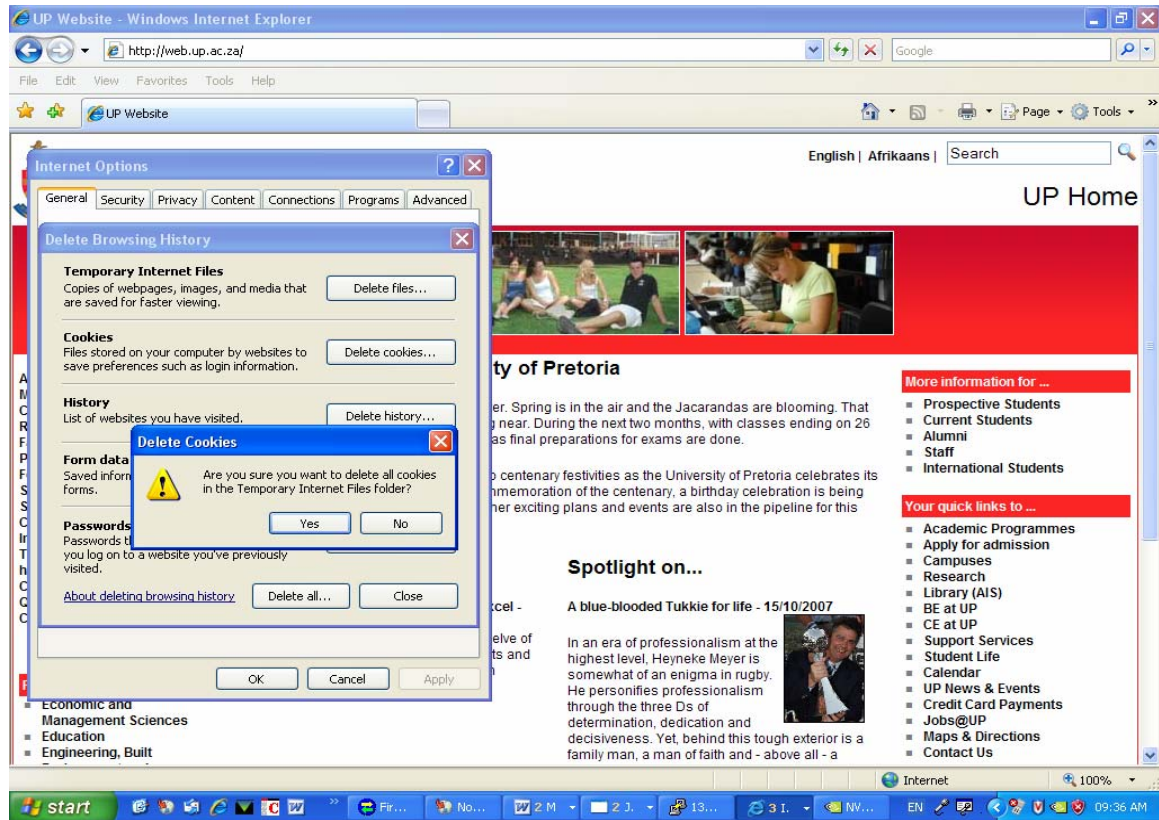 UP Website - Windows Internet Explorer
http://web.up.ac.za/
Google
File Edit View Favorites Tools Help
UP Website
Page
Tools
English | Afrikaans |
Search
UP Home
Internet Options
General Security Privacy Content Connections Programs Advanced
Delete Browsing History
Temporary Internet Files
Copies of webpages, images, and media that
are saved for faster viewing.
Delete files...
Cookies
Files stored on your computer by websites to
save preferences such as login information.
Delete cookies...
History
List of websites you have visited.
Delete history...
Form data
Saved inform
forms.
Passwords
Passwords t
you log on to a website you've previously
visited.
About deleting browsing history
Delete all...
Close
OK
Cancel
Apply
Delete Cookies
Are you sure you want to delete all cookies
in the Temporary Internet Files folder?
Yes
No
ty of Pretoria
er. Spring is in the air and the Jacarandas are blooming. That
g near. During the next two months, with classes ending on 26
as final preparations for exams are done.
o centenary festivities as the University of Pretoria celebrates its
nmemoration of the centenary, a birthday celebration is being
her exciting plans and events are also in the pipeline for this
Spotlight on...
xcel -
elve of
ts and
A blue-blooded Tukkie for life - 15/10/2007
In an era of professionalism at the
highest level, Heyneke Meyer is
somewhat of an enigma in rugby.
He personifies professionalism
through the three Ds of
determination, dedication and
decisiveness. Yet, behind this tough exterior is a
family man, a man of faith and - above all - a
More information for ...
Prospective Students
Current Students
Alumni
Staff
International Students
Your quick links to ...
Academic Programmes
Apply for admission
Campuses
Research
Library (AIS)
BE at UP
CE at UP
Support Services
Student Life
Calendar
UP News & Events
Credit Card Payments
Jobs@UP
Maps & Directions
Contact Us
Economic and
Management Sciences
Education
Engineering, Built
Internet
100%
start
Fir...
No...
2 M
2 J.
13...
3 I.
NV...
EN
09:36 AM